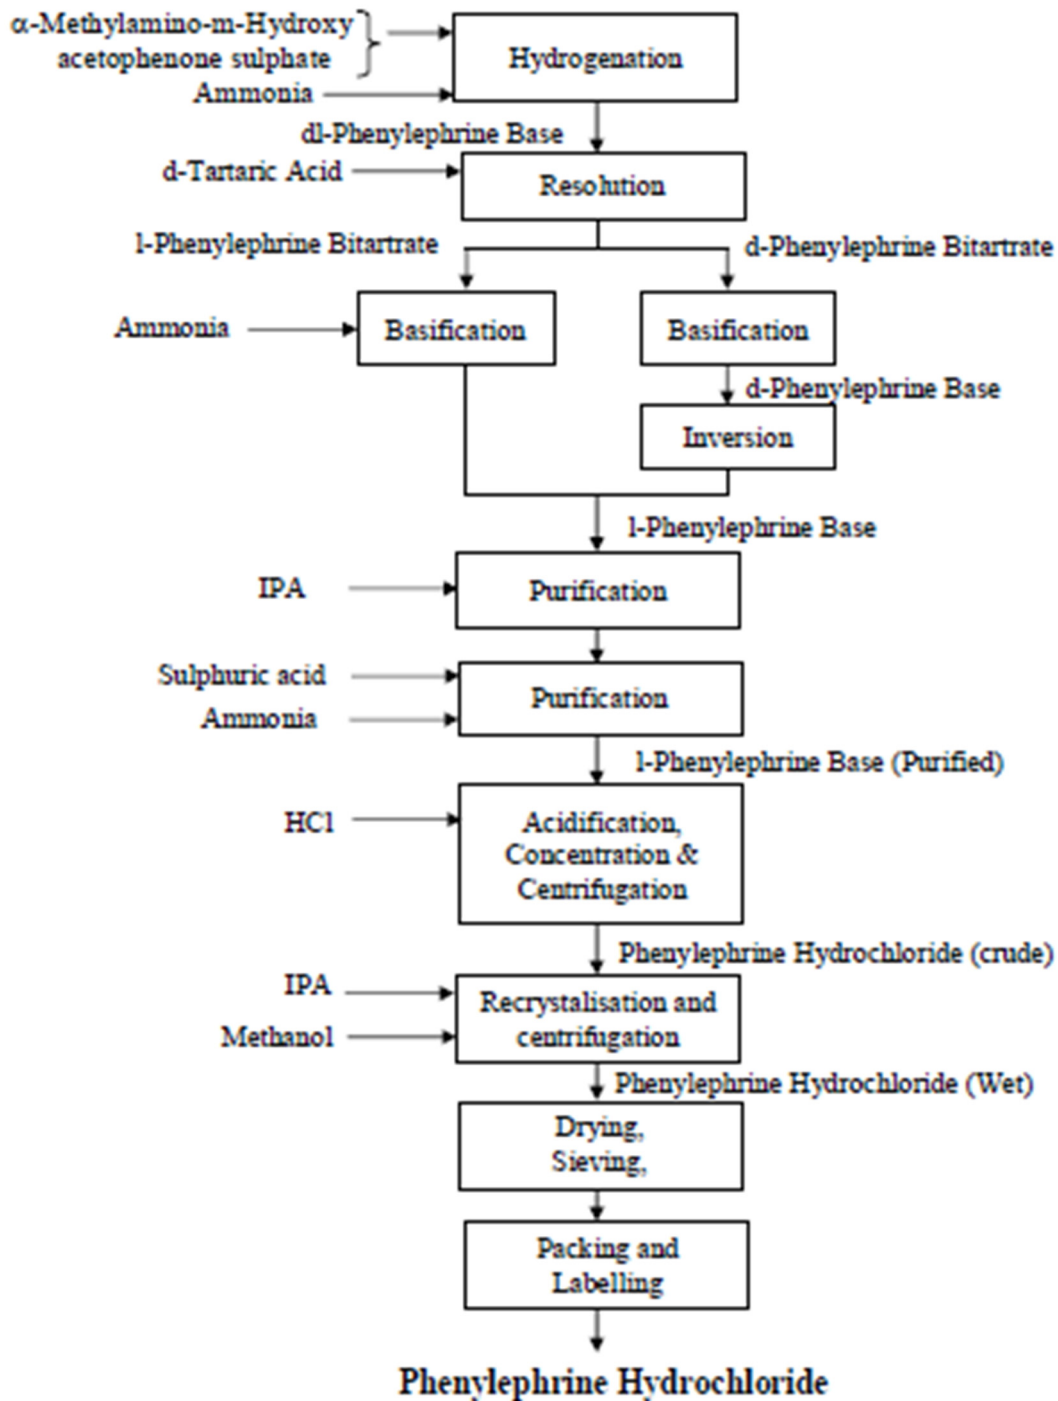 α-Methylamino-m-Hydroxy
acetophenone sulphate
Hydrogenation
Ammonia
dl-Phenylephrine Base
d-Tartaric Acid
Resolution
l-Phenylephrine Bitartrate
d-Phenylephrine Bitartrate
Ammonia
Basification
Basification
d-Phenylephrine Base
Inversion
l-Phenylephrine Base
IPA
Purification
Sulphuric acid
Purification
Ammonia
l-Phenylephrine Base (Purified)
HCl
Acidification,
Concentration &
Centrifugation
Phenylephrine Hydrochloride (crude)
IPA
Recrystalisation and
Methanol
centrifugation
Phenylephrine Hydrochloride (Wet)
Drying,
Sieving,
Packing and
Labelling
Phenylephrine Hydrochloride